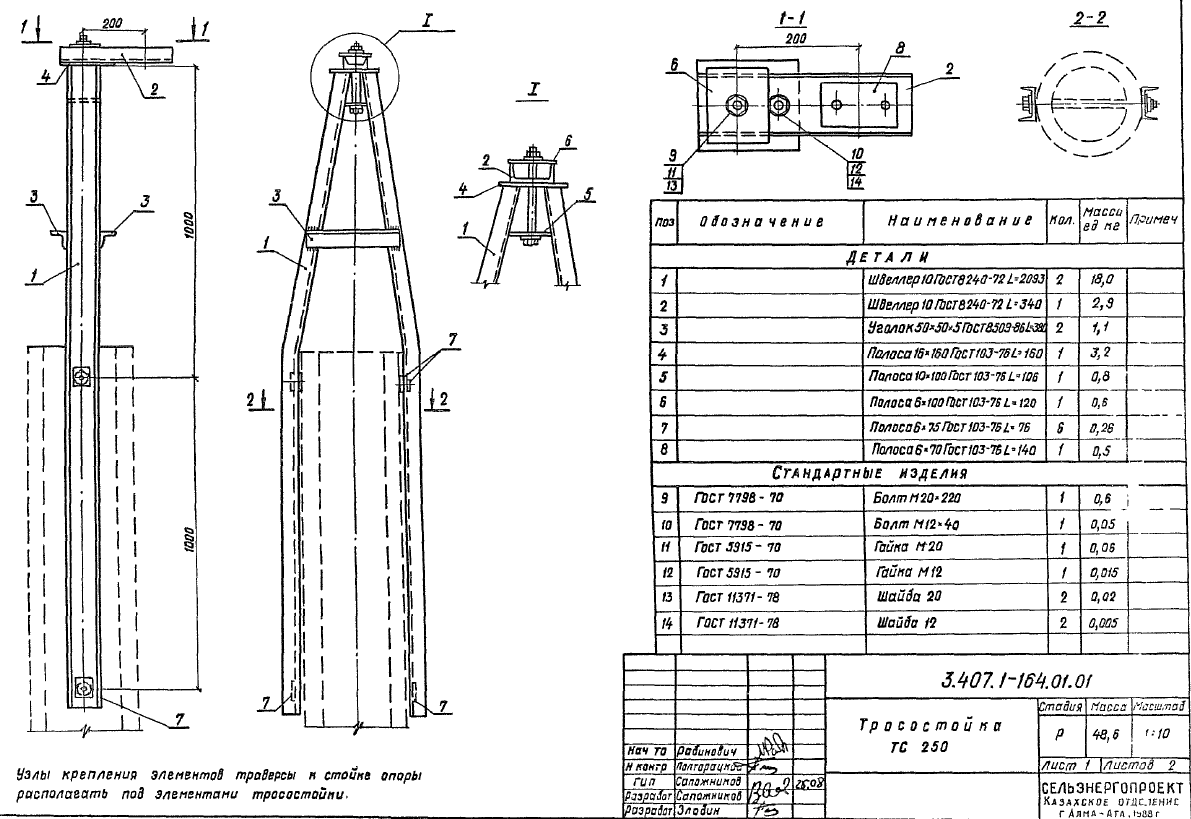 1
200
1
4
2
3
3
1
1000
1000
7
I
3
1
7
2
2
7
7
I
6
2
4
5
1
1-1
200
8
6
2
9
11
13
10
12
14
2-2
поз Обозначение Наименование Кол. Масса ед кг Примеч
Детали
1 Швеллер 10 Гост 8240-72 L=2093 2 18,0
2 Швеллер 10 Гост 8240-72 L=340 1 2,9
3 Уголок 50×50×5 Гост 8509-86 L=380 2 1,1
4 Полоса 16×160 Гост 103-76 L=160 1 3,2
5 Полоса 10×100 Гост 103-76 L=106 1 0,8
6 Полоса 6×100 Гост 103-76 L=120 1 0,6
7 Полоса 6×75 Гост 103-76 L=76 6 0,26
8 Полоса 6×70 Гост 103-76 L=140 1 0,5
Стандартные изделия
9 Гост 7798-70 Болт М20×220 1 0,6
10 Гост 7798-70 Болт М12×40 1 0,05
11 Гост 5915-70 Гайка М20 1 0,06
12 Гост 5915-70 Гайка М12 1 0,015
13 Гост 11371-78 Шайба 20 2 0,02
14 Гост 11371-78 Шайба 12 2 0,005
3.407.1-164.01.01
Тросостойка
ТС 250
Стадия Масса Масштаб
Р 48,6 1:10
Лист 1 Листов 2
СЕЛЬЭНЕРГОПРОЕКТ
Казахское отделение
г Алма-Ата, 1988г
Нач то Рабинович
Н контр
ГИП Сапожников 26.08
Разработ Сапожников
Разработ Злобин
Узлы крепления элементов траверсы к стойке опоры
располагать под элементами тросостойки.